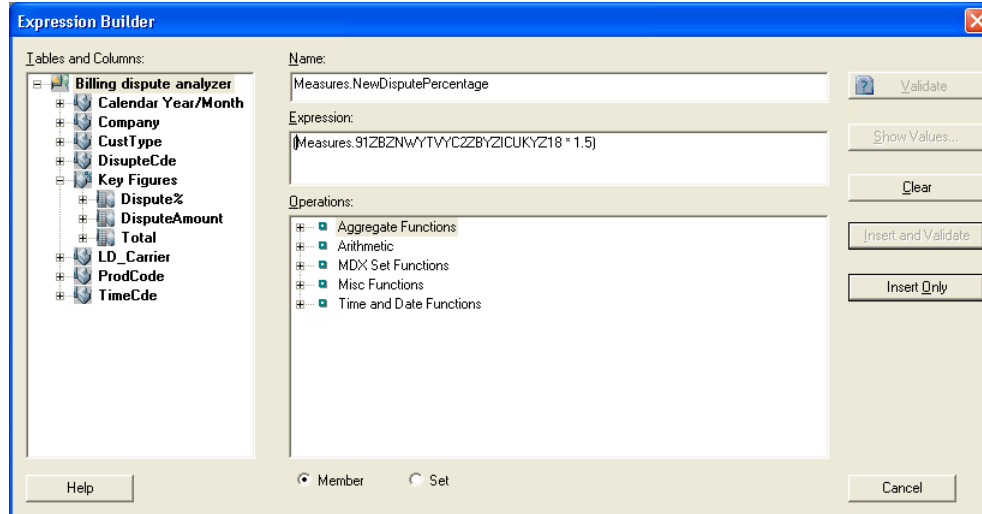 Expression Builder
Tables and Columns:
Billing dispute analyzer
Calendar Year/Month
Company
CustType
DisupteCde
Key Figures
Dispute%
DisputeAmount
Total
LD_Carrier
ProdCode
TimeCde
Help
Name:
Measures.NewDisputePercentage
Expression:
(Measures.91ZBZNWYTVYC2ZBYZICUKYZ18 * 1.5)
Operations:
Aggregate Functions
Arithmetic
MDX Set Functions
Misc Functions
Time and Date Functions
Member
Set
Validate
Show Values...
Clear
Insert and Validate
Insert Only
Cancel